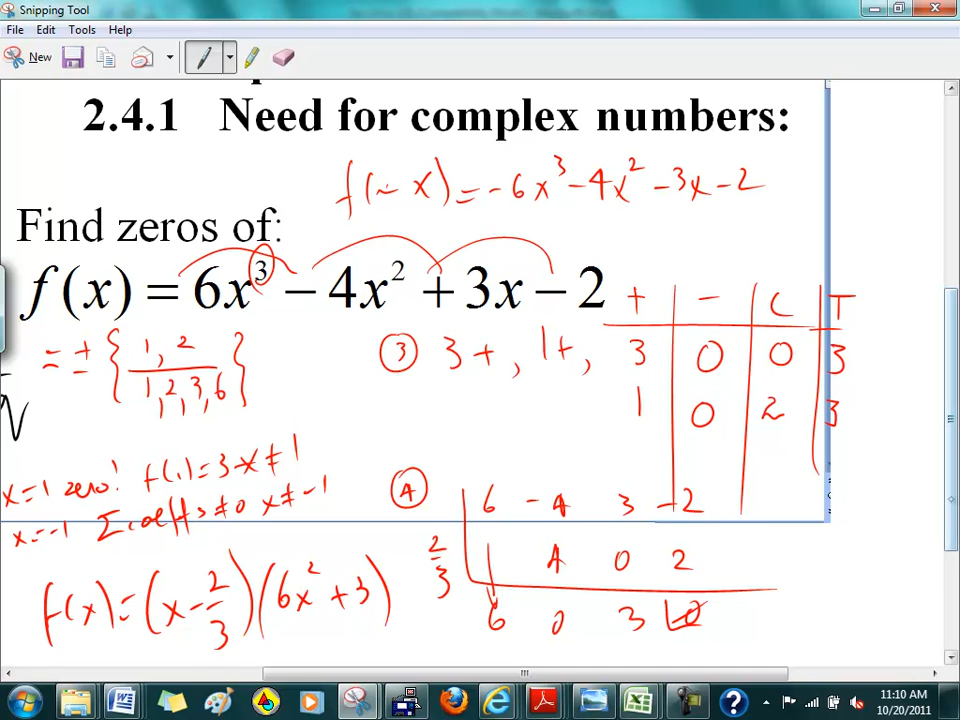 Snipping Tool
File Edit Tools Help
New
2.4.1 Need for complex numbers:
f(-x) = -6x³ -4x² -3x -2
Find zeros of:
f(x) = 6x³ − 4x² + 3x − 2
+ | − | C | T
= ± { 1, 2 / 1, 2, 3, 6 }
③ 3+, 1+,
3 | 0 | 0 | 3
1 | 0 | 2 | 3
x=1 zero? f(1)=3 x≠1
x=-1 Σcoeffs≠0 x≠-1
④
6 -4 3 -2
2/3 | 4 0 2
6 0 3 0
f(x)=(x-2/3)(6x²+3)
11:10 AM
10/20/2011